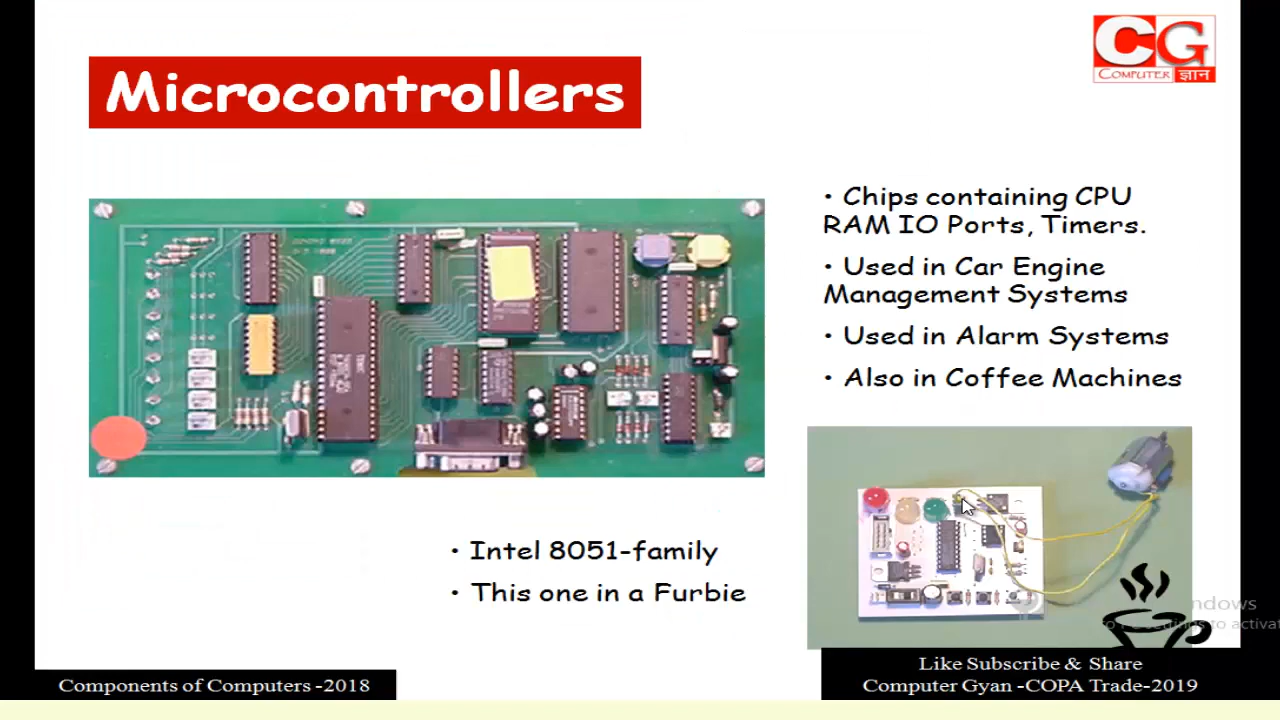 CG
COMPUTER ज्ञान
Microcontrollers
• Chips containing CPU
RAM IO Ports, Timers.
• Used in Car Engine
Management Systems
• Used in Alarm Systems
• Also in Coffee Machines
• Intel 8051-family
• This one in a Furbie
Components of Computers -2018
Like Subscribe & Share
Computer Gyan -COPA Trade-2019